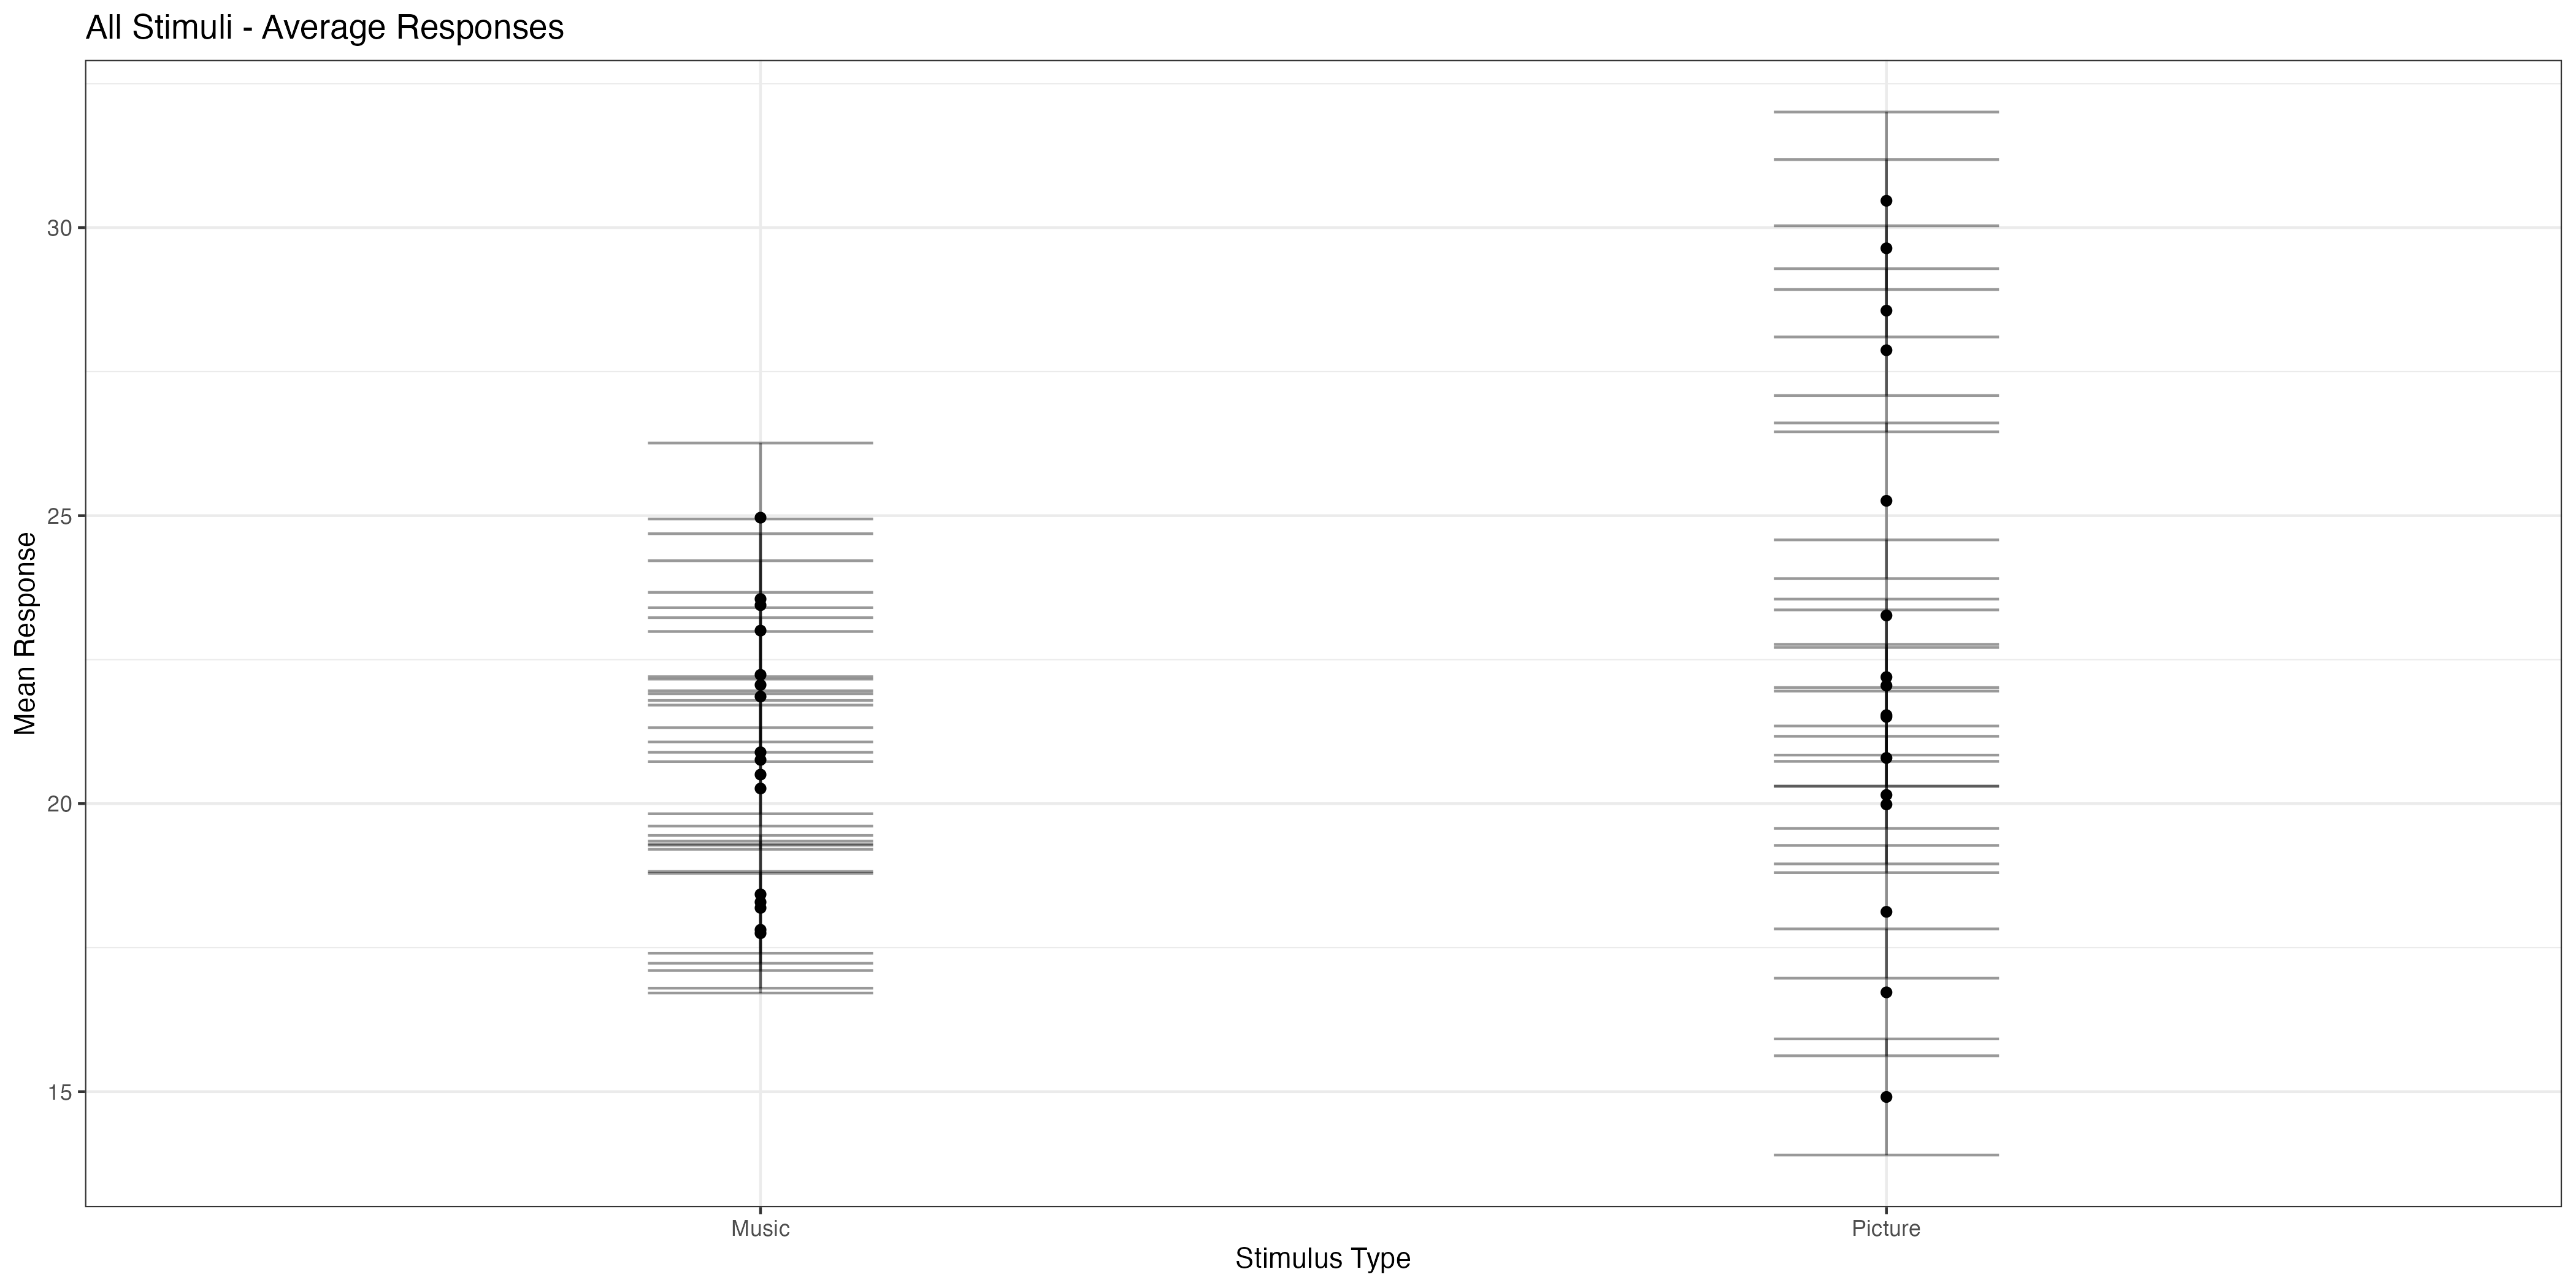 All Stimuli - Average Responses
Mean Response
30
25
20
15
Music
Picture
Stimulus Type